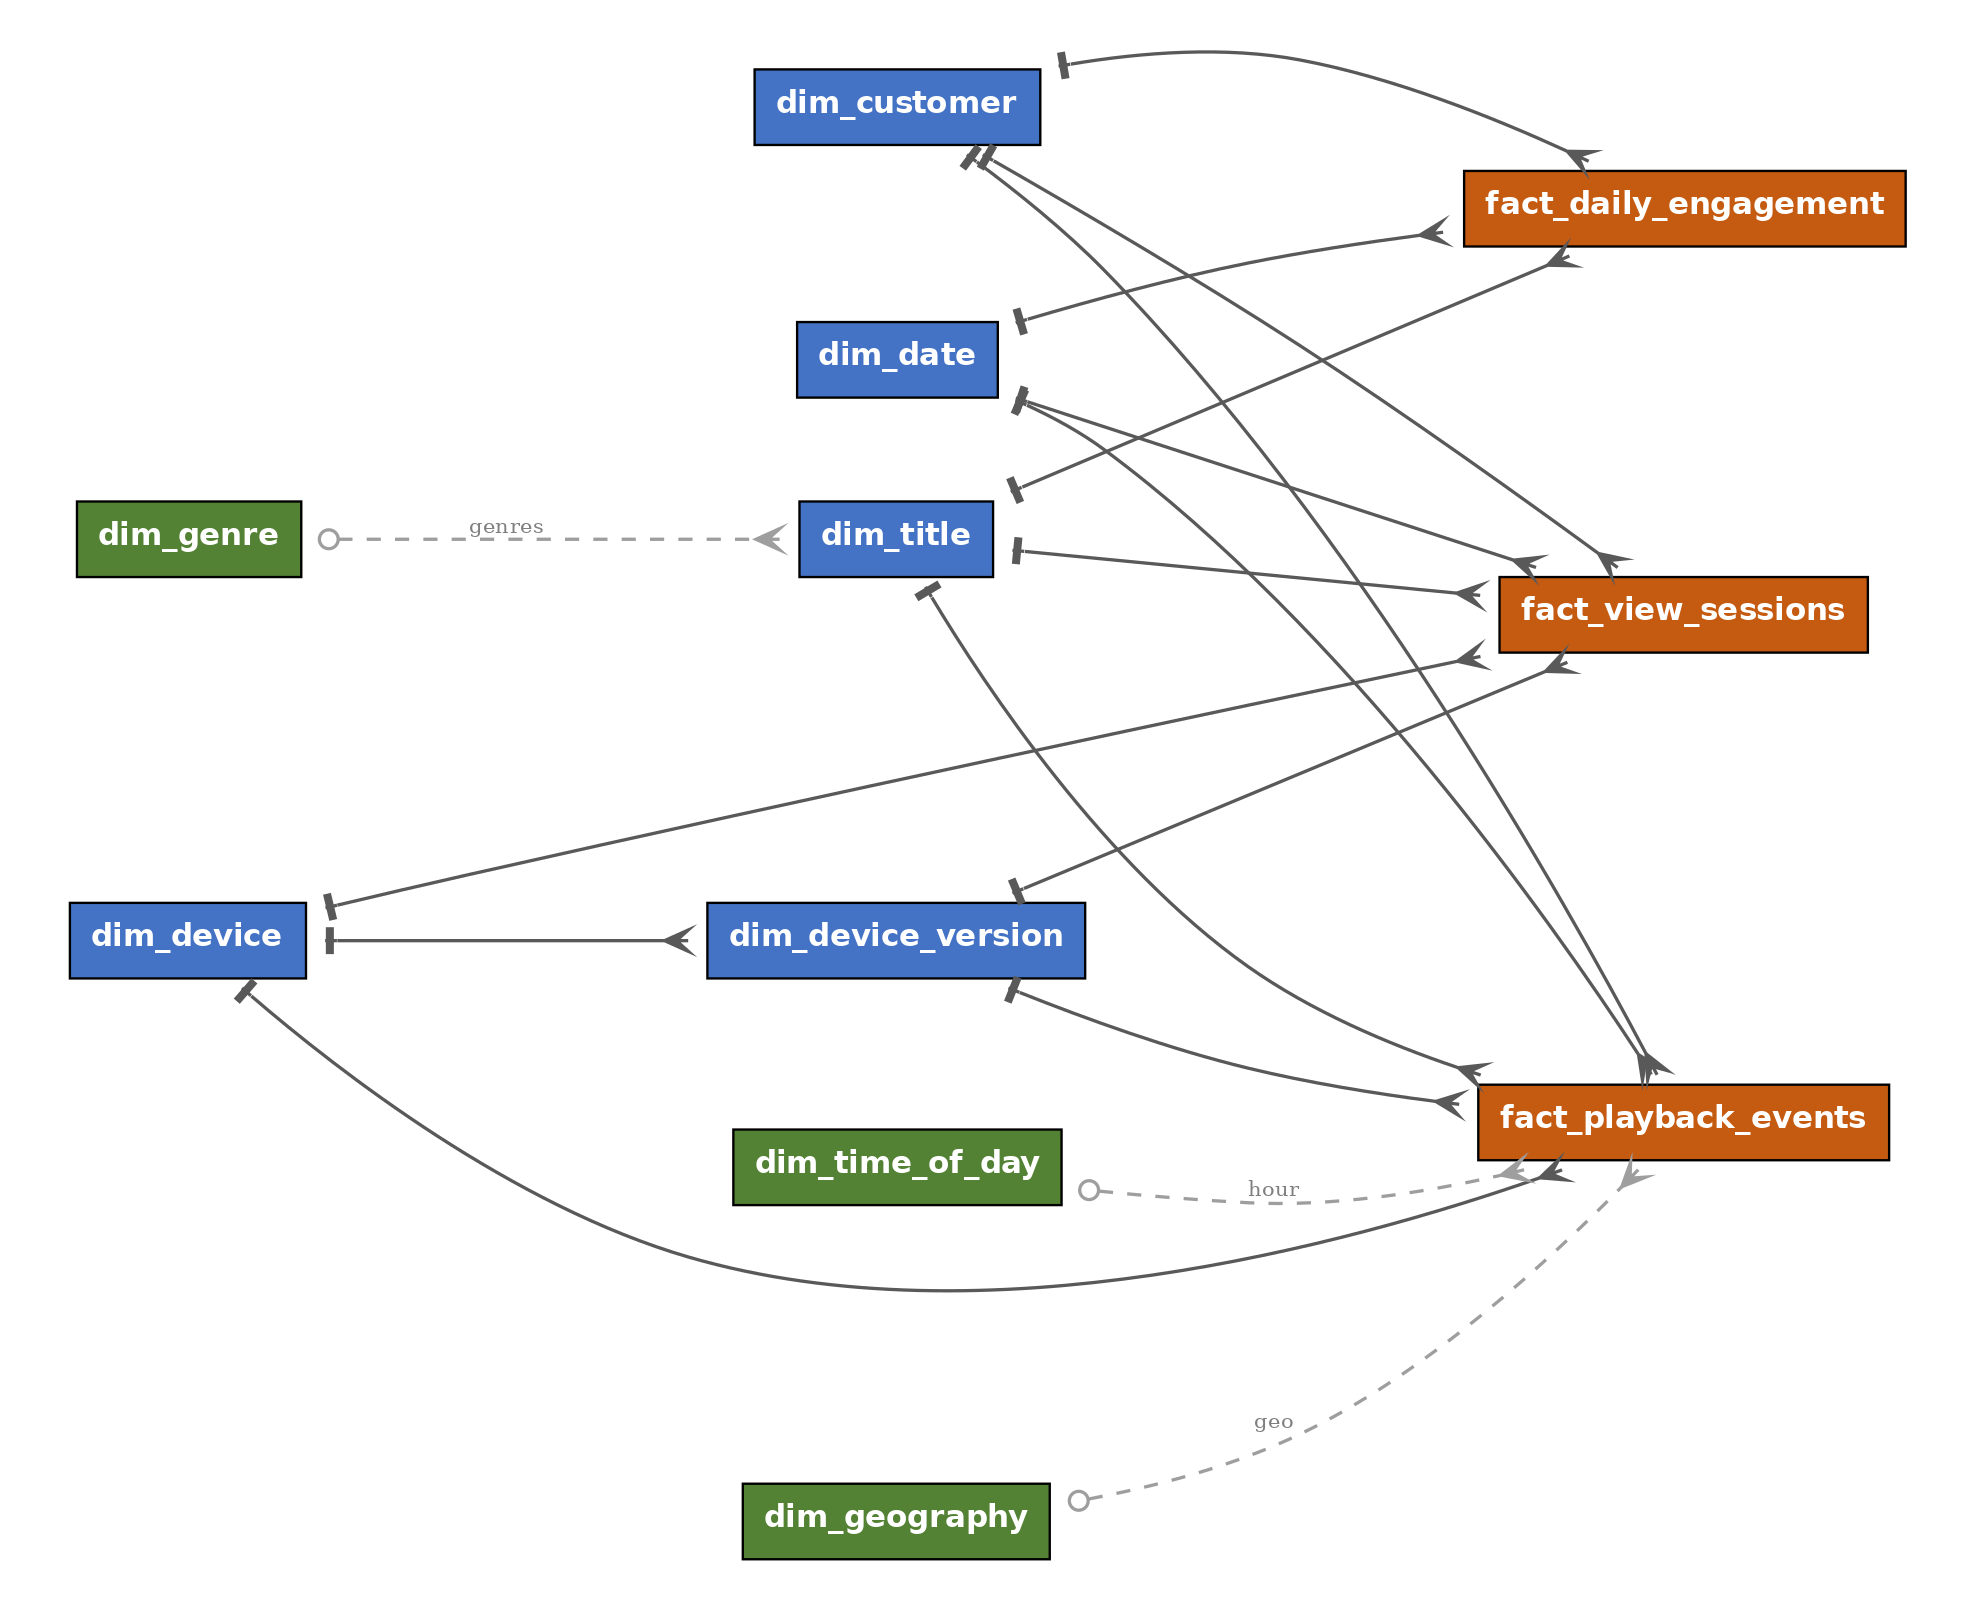 dim_customer
fact_daily_engagement
dim_date
dim_genre
genres
dim_title
fact_view_sessions
dim_device
dim_device_version
fact_playback_events
dim_time_of_day
hour
geo
dim_geography